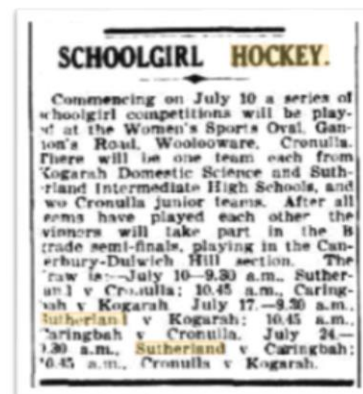 SCHOOLGIRL HOCKEY.
Commencing on July 10 a series of
schoolgirl competitions will be play-
ed at the Women's Sports Oval, Gan-
non's Road, Woolooware, Cronulla.
There will be one team each from
Kogarah Domestic Science and Suth-
erland Intermediate High Schools, and
two Cronulla junior teams. After all
teams have played each other the
winners will take part in the B
grade semi-finals, playing in the Can-
terbury-Dulwich Hill section. The
draw is:—July 10—9.30 a.m., Suther-
land v Cronulla; 10.45 a.m., Caring-
bah v Kogarah. July 17.—9.30 a.m.,
Sutherland v Kogarah; 10.45 a.m.,
Caringbah v Cronulla. July 24.—
9.30 a.m., Sutherland v Caringbah;
10.45 a.m., Cronulla v Kogarah.